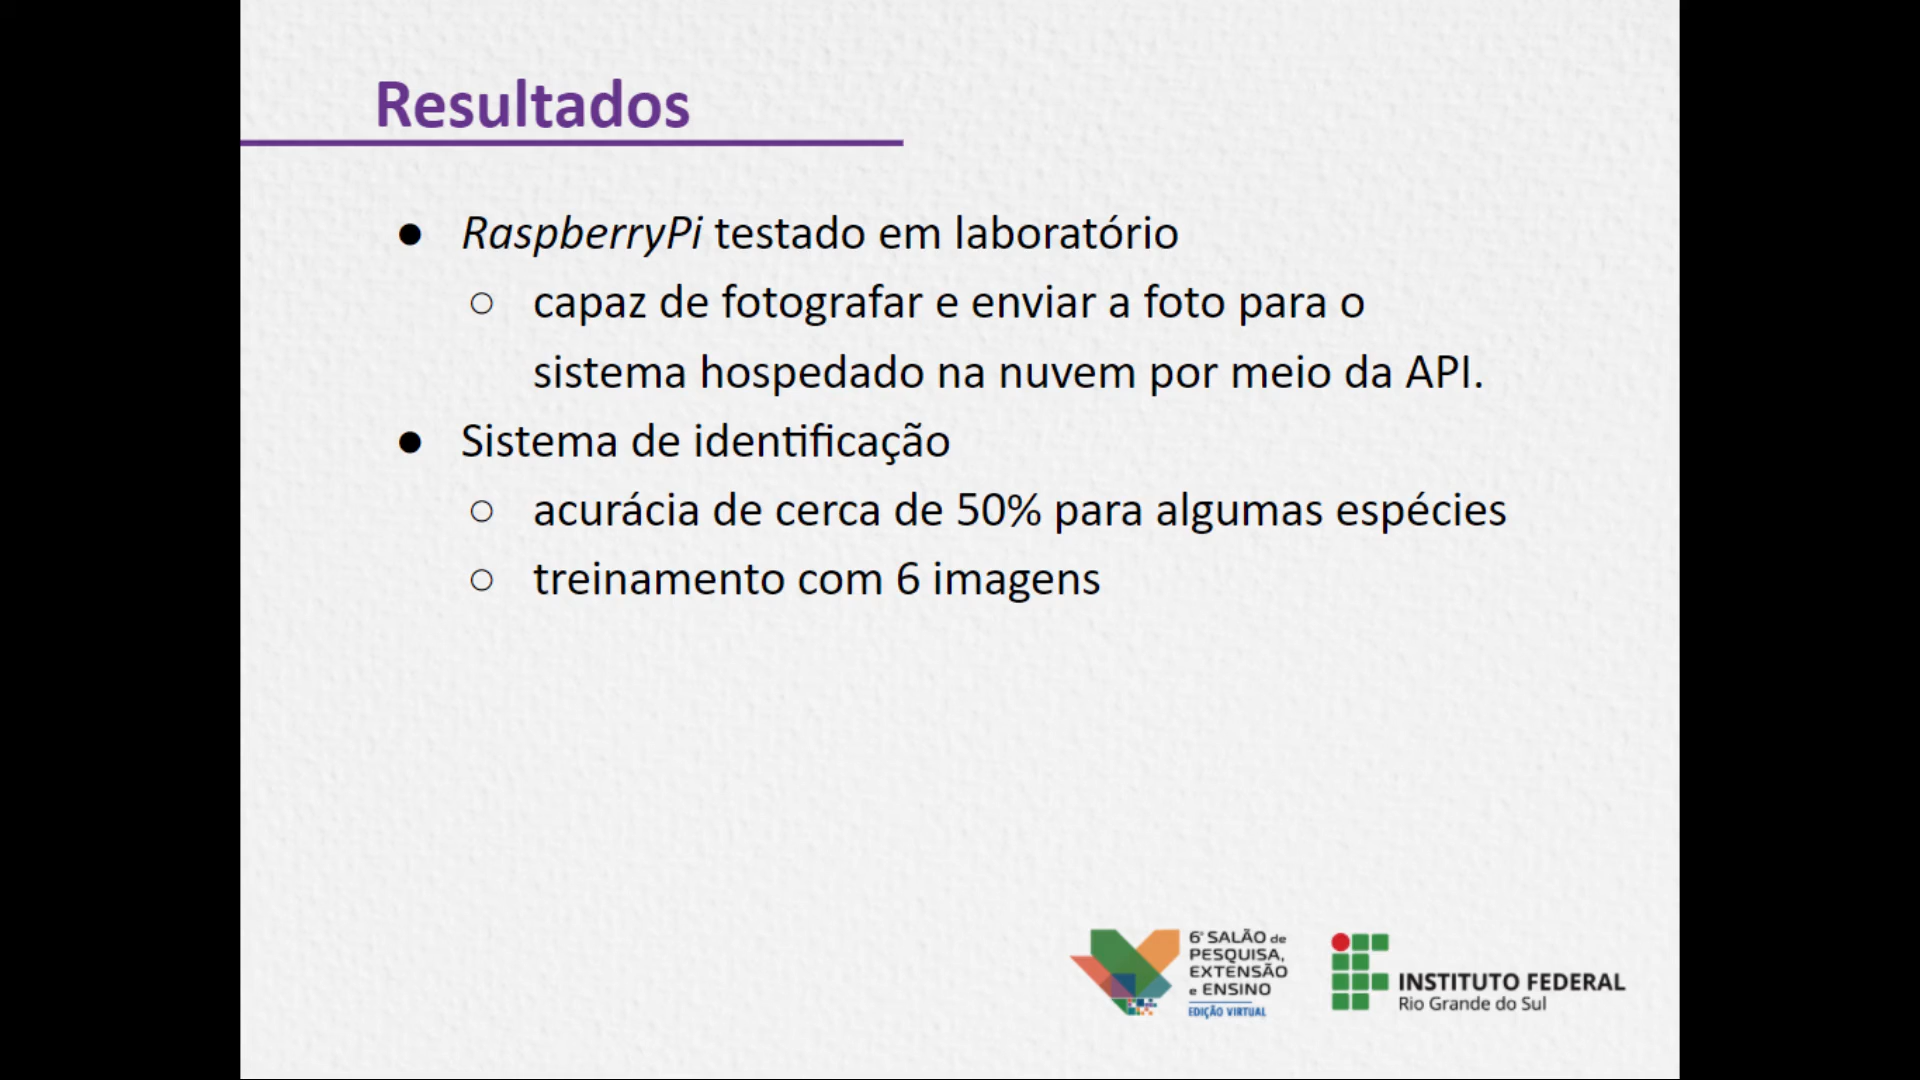 Resultados
● RaspberryPi testado em laboratório
○ capaz de fotografar e enviar a foto para o
sistema hospedado na nuvem por meio da API.
● Sistema de identificação
○ acurácia de cerca de 50% para algumas espécies
○ treinamento com 6 imagens
6º SALÃO de
PESQUISA,
EXTENSÃO
e ENSINO
EDIÇÃO VIRTUAL
INSTITUTO FEDERAL
Rio Grande do Sul